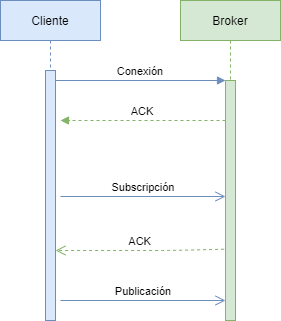 Cliente
Broker
Conexión
ACK
Subscripción
ACK
Publicación